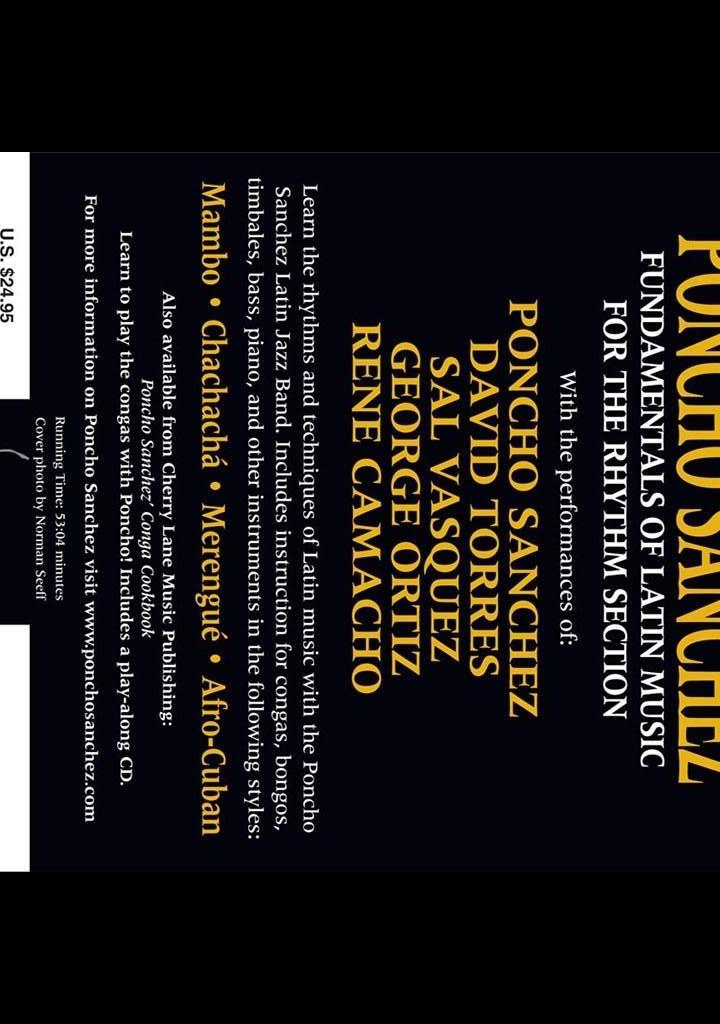 PONCHO SANCHEZ
FUNDAMENTALS OF LATIN MUSIC
FOR THE RHYTHM SECTION
With the performances of:
PONCHO SANCHEZ
DAVID TORRES
SAL VASQUEZ
GEORGE ORTIZ
RENE CAMACHO
Learn the rhythms and techniques of Latin music with the Poncho
Sanchez Latin Jazz Band. Includes instruction for congas, bongos,
timbales, bass, piano, and other instruments in the following styles:
Mambo • Chachachá • Merengué • Afro-Cuban
Also available from Cherry Lane Music Publishing:
Poncho Sanchez' Conga Cookbook
Learn to play the congas with Poncho! Includes a play-along CD.
For more information on Poncho Sanchez visit www.ponchosanchez.com
Running Time: 53:04 minutes
Cover photo by Norman Seeff
U.S. $24.95